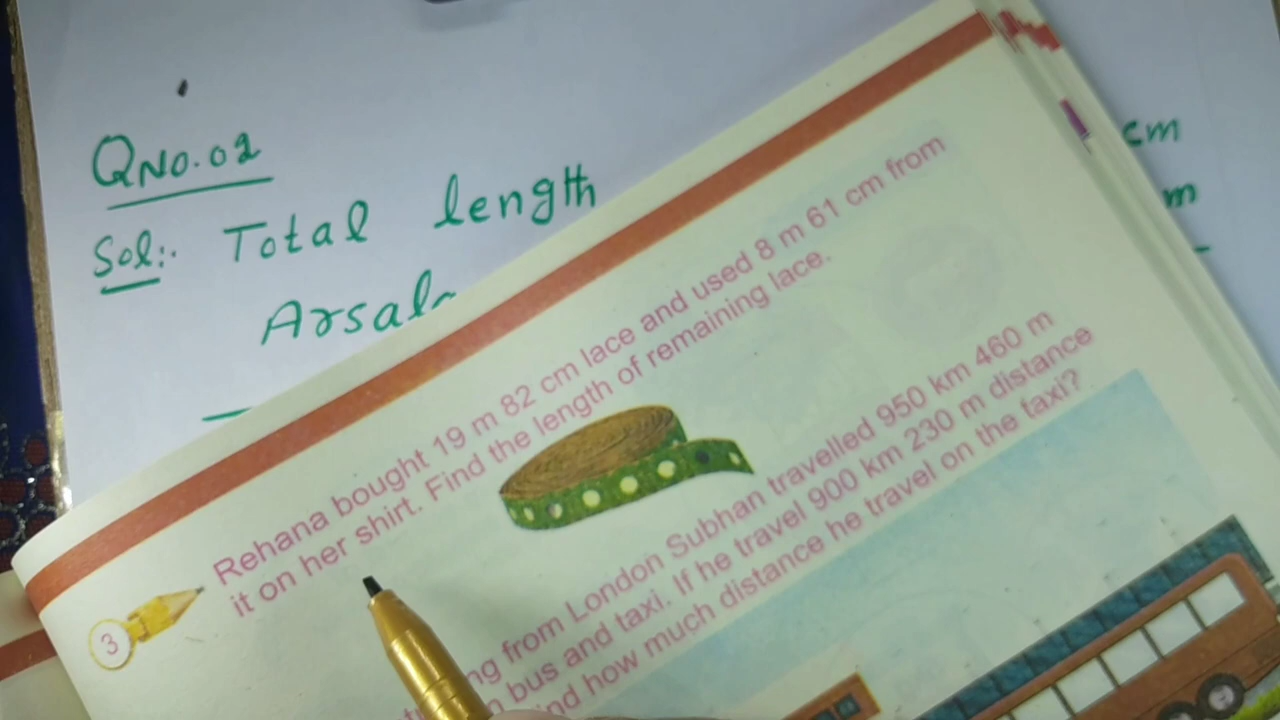 QNO.02
Sol:. Total length
cm
m
Rehana bought 19 m 82 cm lace and used 8 m 61 cm from
it on her shirt. Find the length of remaining lace.
3
from London Subhan travelled 950 km 460 m
bus and taxi. If he travel 900 km 230 m distance
how much distance he travel on the taxi?